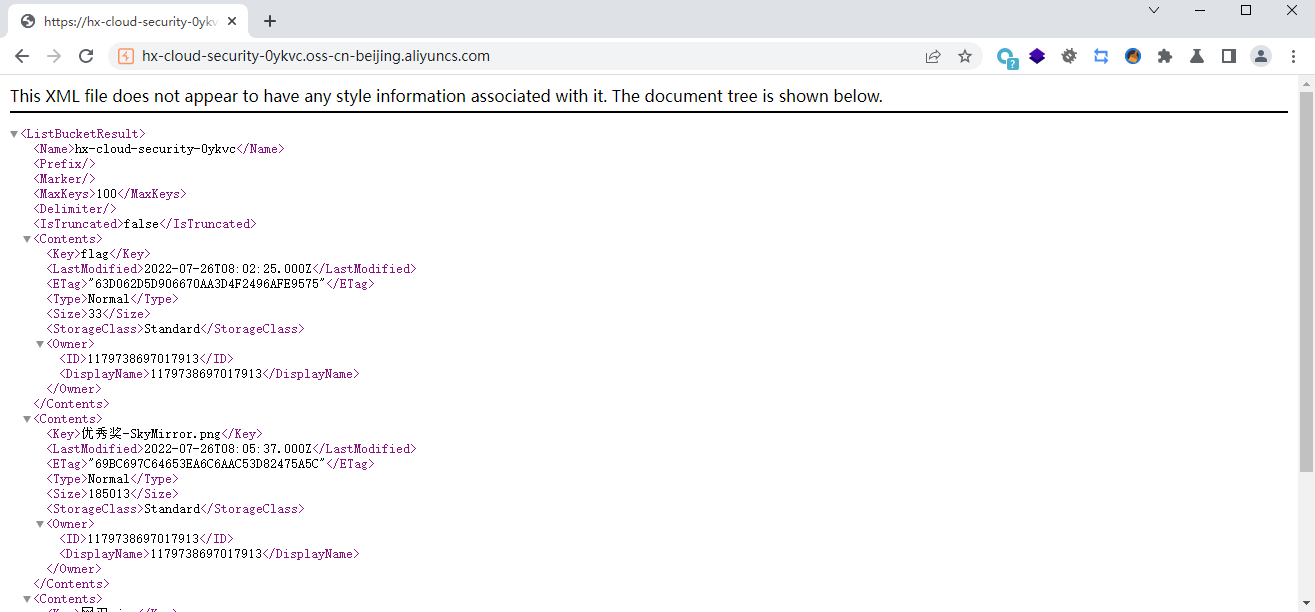 https://hx-cloud-security-0ykv
hx-cloud-security-0ykvc.oss-cn-beijing.aliyuncs.com
This XML file does not appear to have any style information associated with it. The document tree is shown below.
<ListBucketResult>
<Name>hx-cloud-security-0ykvc</Name>
<Prefix/>
<Marker/>
<MaxKeys>100</MaxKeys>
<Delimiter/>
<IsTruncated>false</IsTruncated>
<Contents>
<Key>flag</Key>
<LastModified>2022-07-26T08:02:25.000Z</LastModified>
<ETag>"63D062D5D906670AA3D4F2496AFE9575"</ETag>
<Type>Normal</Type>
<Size>33</Size>
<StorageClass>Standard</StorageClass>
<Owner>
<ID>1179738697017913</ID>
<DisplayName>1179738697017913</DisplayName>
</Owner>
</Contents>
<Contents>
<Key>优秀奖-SkyMirror.png</Key>
<LastModified>2022-07-26T08:05:37.000Z</LastModified>
<ETag>"69BC697C64653EA6C6AAC53D82475A5C"</ETag>
<Type>Normal</Type>
<Size>185013</Size>
<StorageClass>Standard</StorageClass>
<Owner>
<ID>1179738697017913</ID>
<DisplayName>1179738697017913</DisplayName>
</Owner>
</Contents>
<Contents>